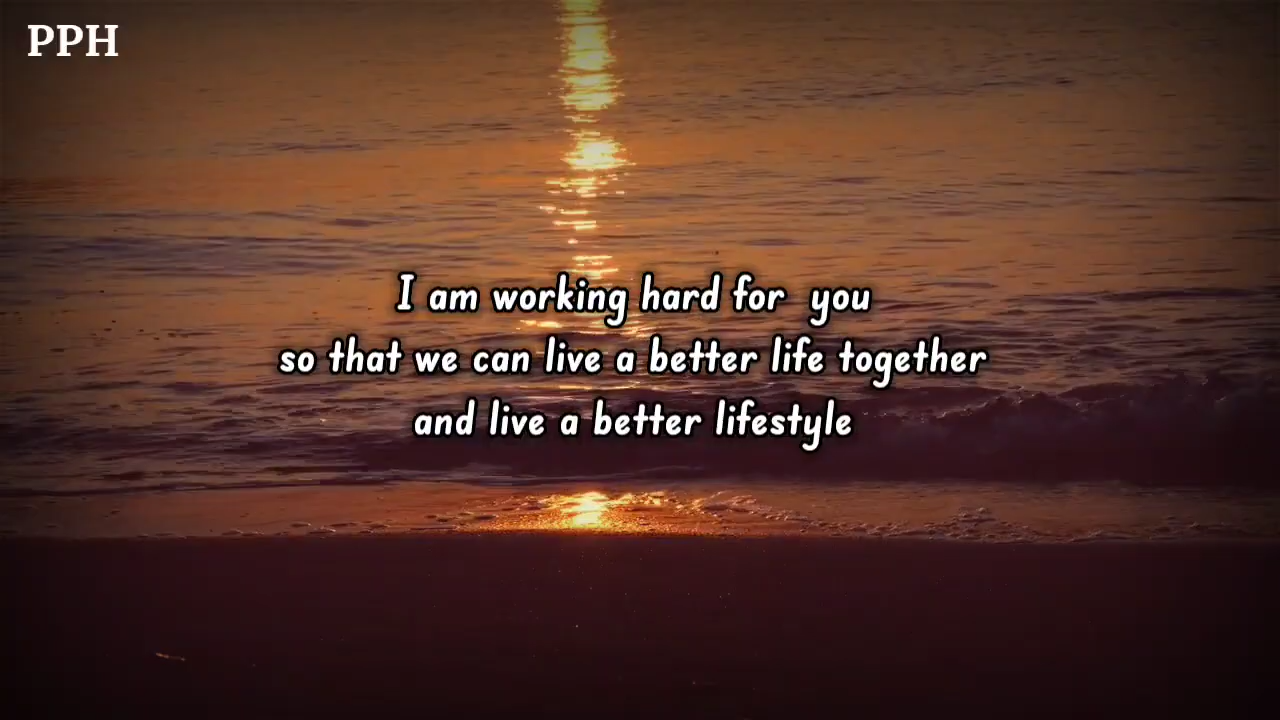 PPH
I am working hard for  you
so that we can live a better life together
and live a better lifestyle